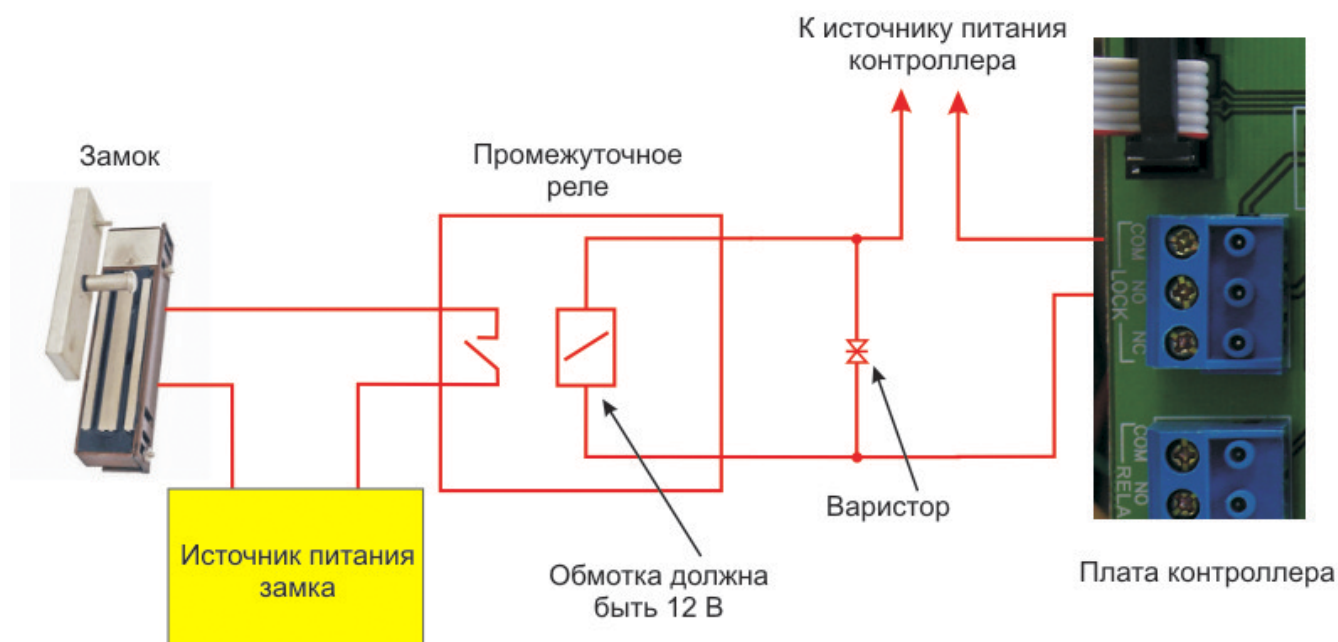 К источнику питания
контроллера
Замок
Промежуточное
реле
COM
NO
LOCK
NC
COM
NO
RELA
Варистор
Источник питания
замка
Обмотка должна
быть 12 В
Плата контроллера